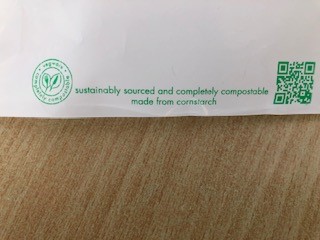 sustainably sourced and completely compostable
made from cornstarch